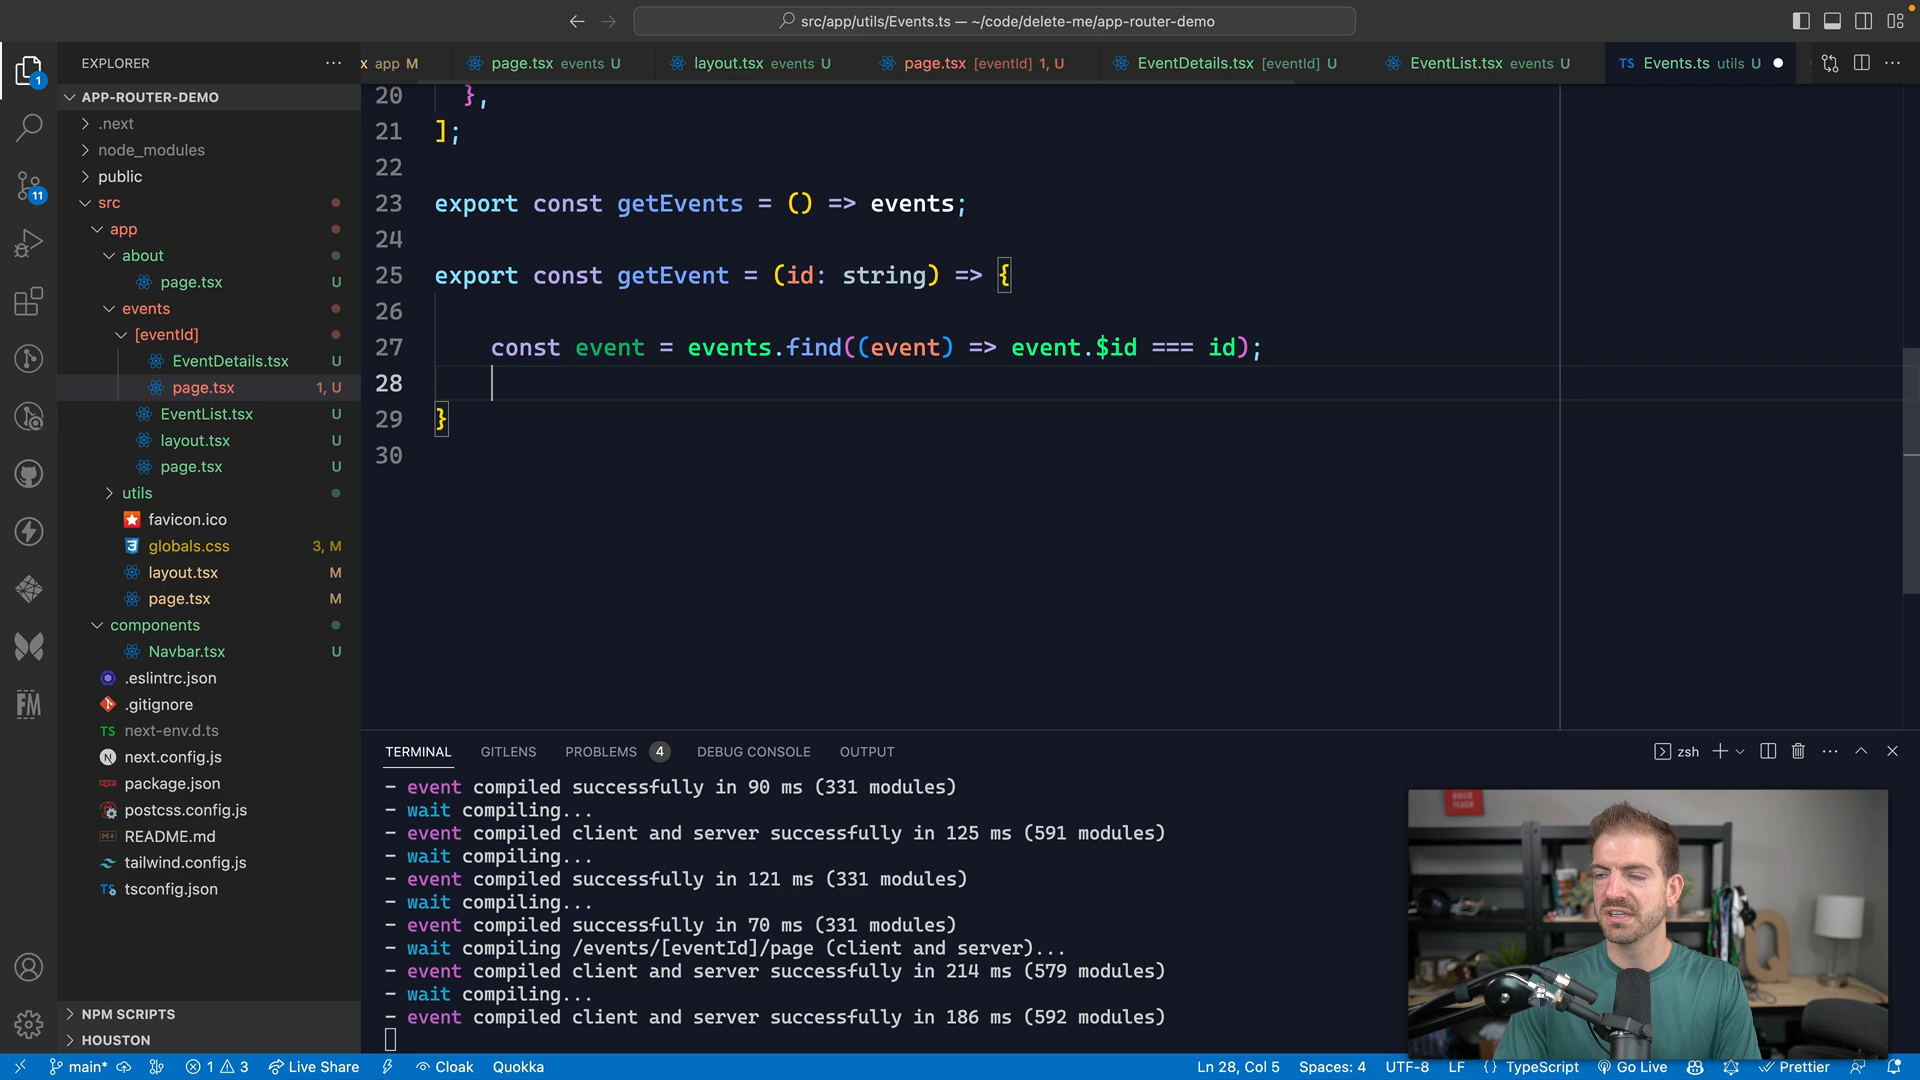 src/app/utils/Events.ts — ~/code/delete-me/app-router-demo
EXPLORER
x app M
page.tsx events U
layout.tsx events U
page.tsx [eventId] 1, U
EventDetails.tsx [eventId] U
EventList.tsx events U
TS Events.ts utils U
APP-ROUTER-DEMO
.next
node_modules
public
src
app
about
page.tsx U
events
[eventId]
EventDetails.tsx U
page.tsx 1, U
EventList.tsx U
layout.tsx U
page.tsx U
utils
favicon.ico
globals.css 3, M
layout.tsx M
page.tsx M
components
Navbar.tsx U
.eslintrc.json
.gitignore
TS next-env.d.ts
N next.config.js
package.json
postcss.config.js
README.md
tailwind.config.js
TS tsconfig.json
NPM SCRIPTS
HOUSTON
1
11
FM
20 },
21 ];
22
23 export const getEvents = () => events;
24
25 export const getEvent = (id: string) => {
26
27 const event = events.find((event) => event.$id === id);
28
29 }
30
TERMINAL GITLENS PROBLEMS 4 DEBUG CONSOLE OUTPUT
zsh
- event compiled successfully in 90 ms (331 modules)
- wait compiling...
- event compiled client and server successfully in 125 ms (591 modules)
- wait compiling...
- event compiled successfully in 121 ms (331 modules)
- wait compiling...
- event compiled successfully in 70 ms (331 modules)
- wait compiling /events/[eventId]/page (client and server)...
- event compiled client and server successfully in 214 ms (579 modules)
- wait compiling...
- event compiled client and server successfully in 186 ms (592 modules)
main* 1 3 Live Share Cloak Quokka
Ln 28, Col 5 Spaces: 4 UTF-8 LF {} TypeScript Go Live Prettier